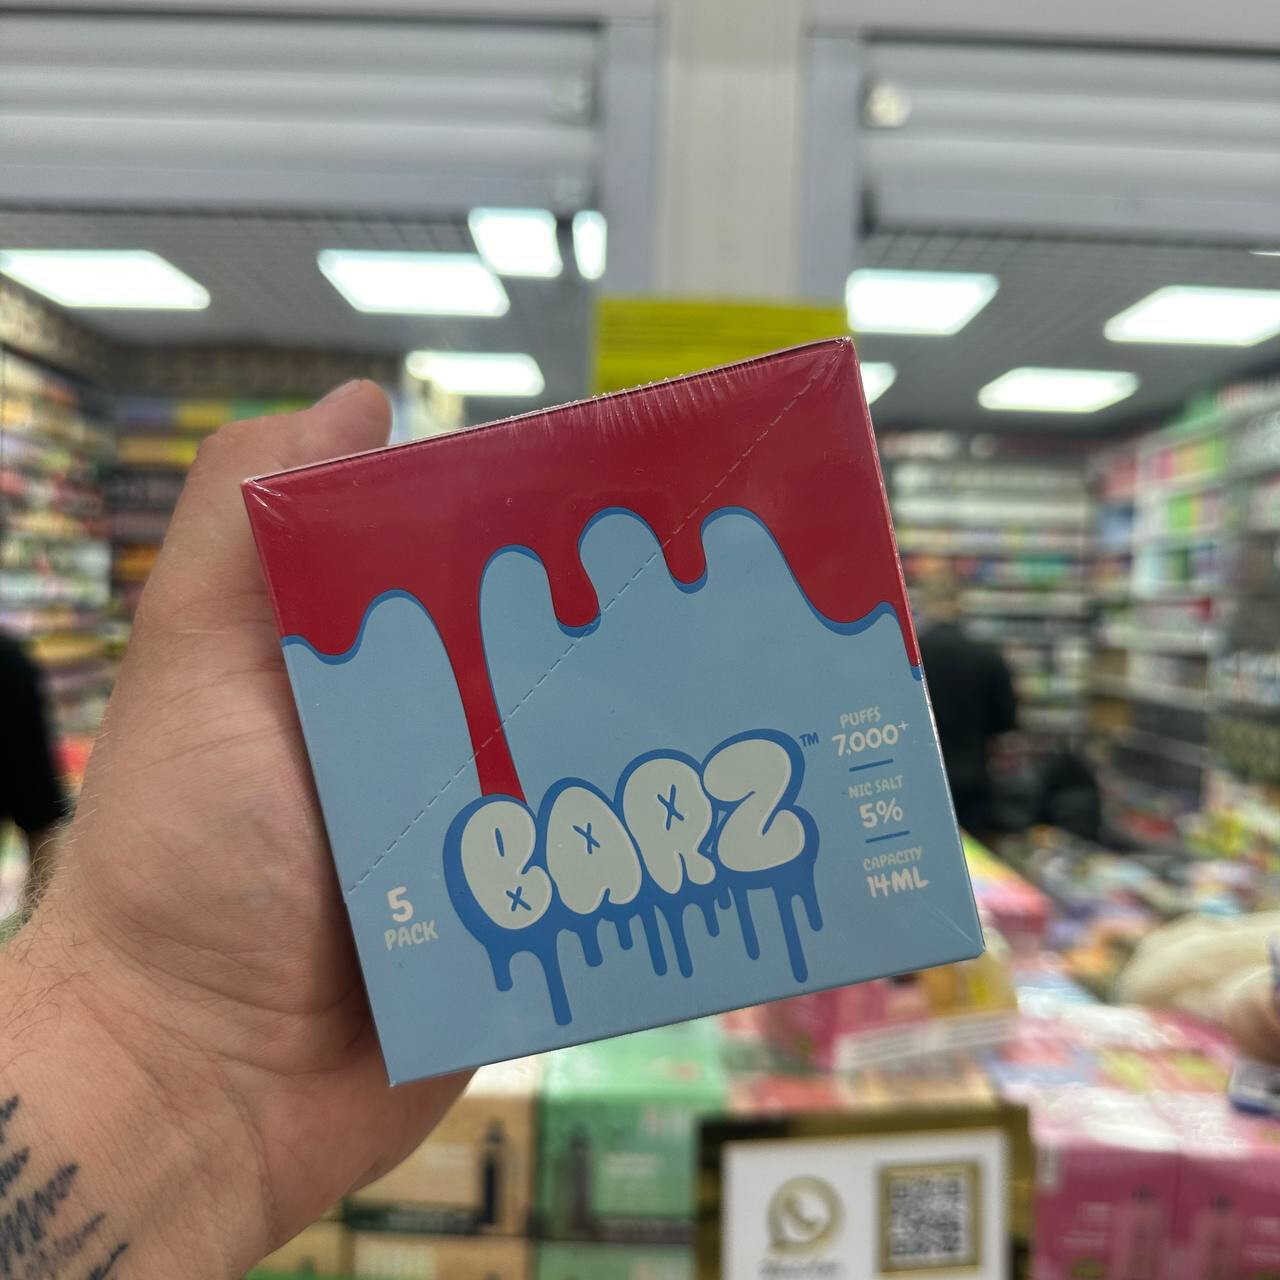 PUFFS
7,000+
NIC SALT
5%
CAPACITY
14ML
BARZ™
5
PACK